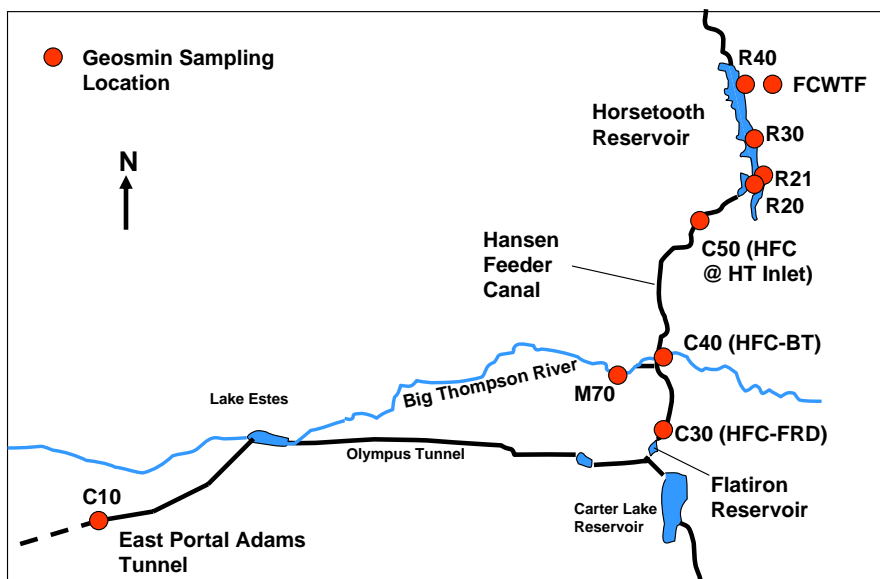 Geosmin Sampling
Location
N
R40
FCWTF
Horsetooth
Reservoir
R30
R21
R20
C50 (HFC
@ HT Inlet)
Hansen
Feeder
Canal
C40 (HFC-BT)
Big Thompson River
M70
Lake Estes
C30 (HFC-FRD)
Olympus Tunnel
Flatiron
Reservoir
C10
Carter Lake
Reservoir
East Portal Adams
Tunnel